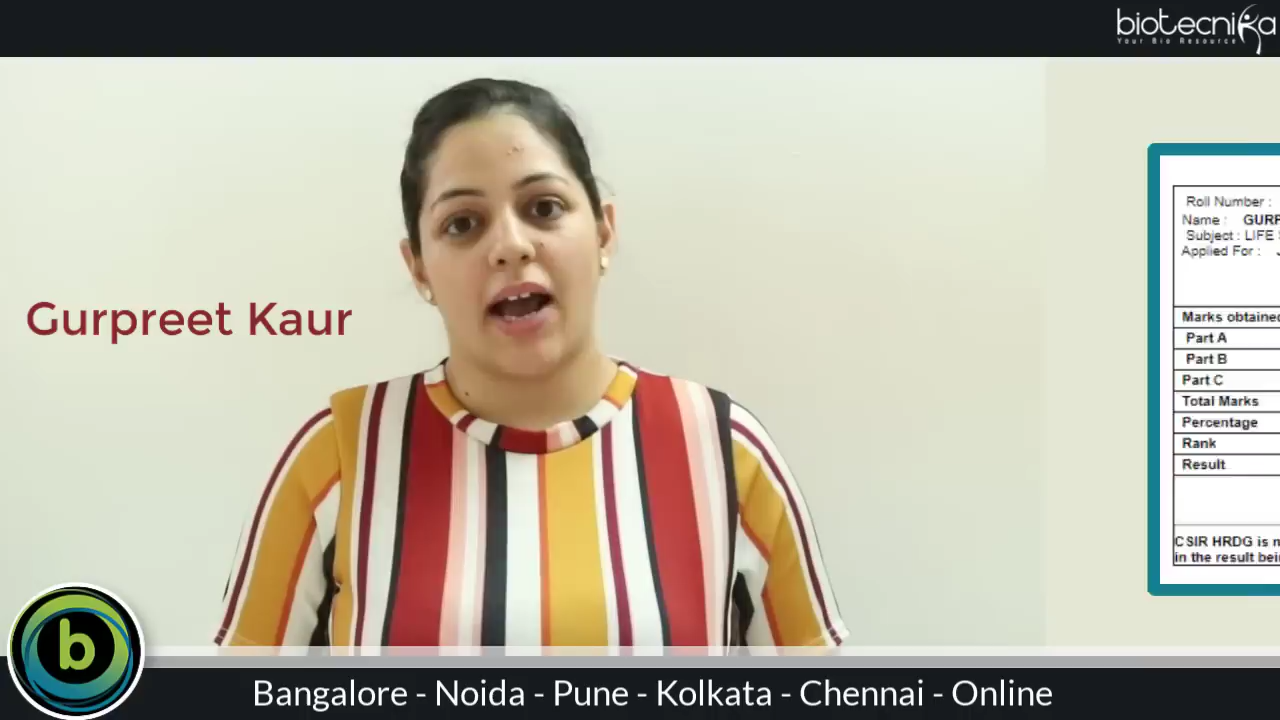 biotecnika
Your Bio Resource
Gurpreet Kaur
Roll Number :
Name :
Subject : LIFE
Applied For :
Marks obtained
Part A
Part B
Part C
Total Marks
Percentage
Rank
Result
CSIR HRDG is
in the result
b
Bangalore - Noida - Pune - Kolkata - Chennai - Online